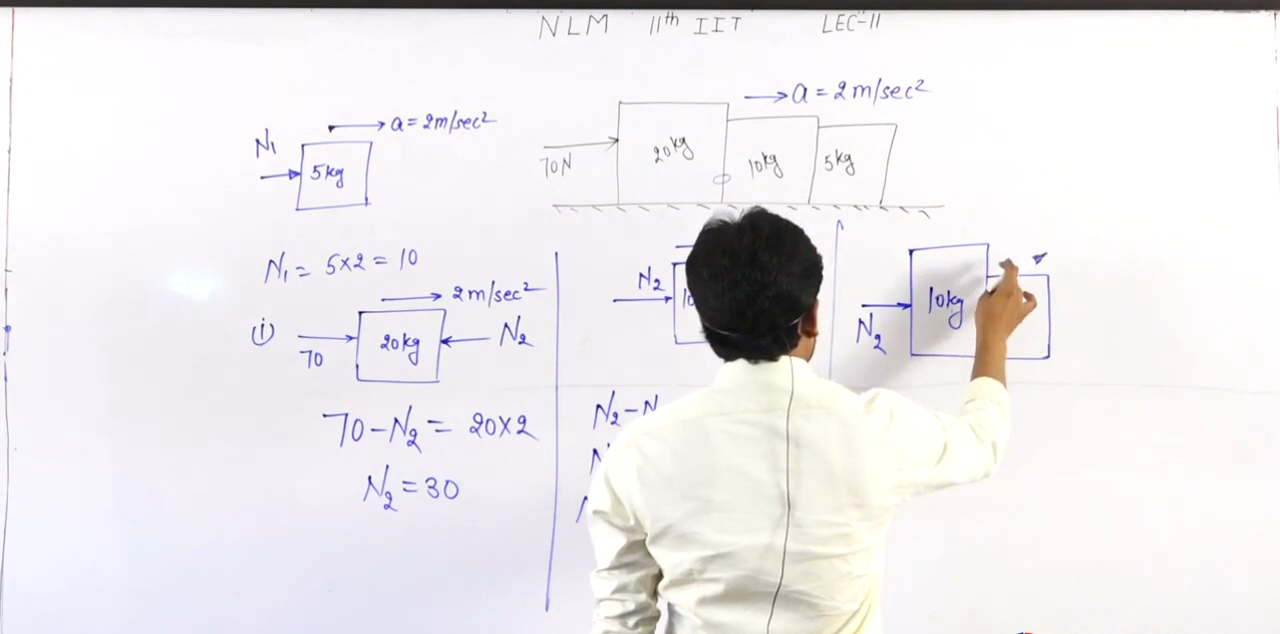 NLM 11th IIT LEC-11
→ a = 2m/sec²
70N
20kg
10kg
5kg
N₁
→ a = 2m/sec²
5kg
N₁ = 5×2 = 10
(i)
→ 2m/sec²
70
20kg
N₂
70-N₂ = 20×2
N₂ = 30
N₂
N₂-N
N₂
10kg